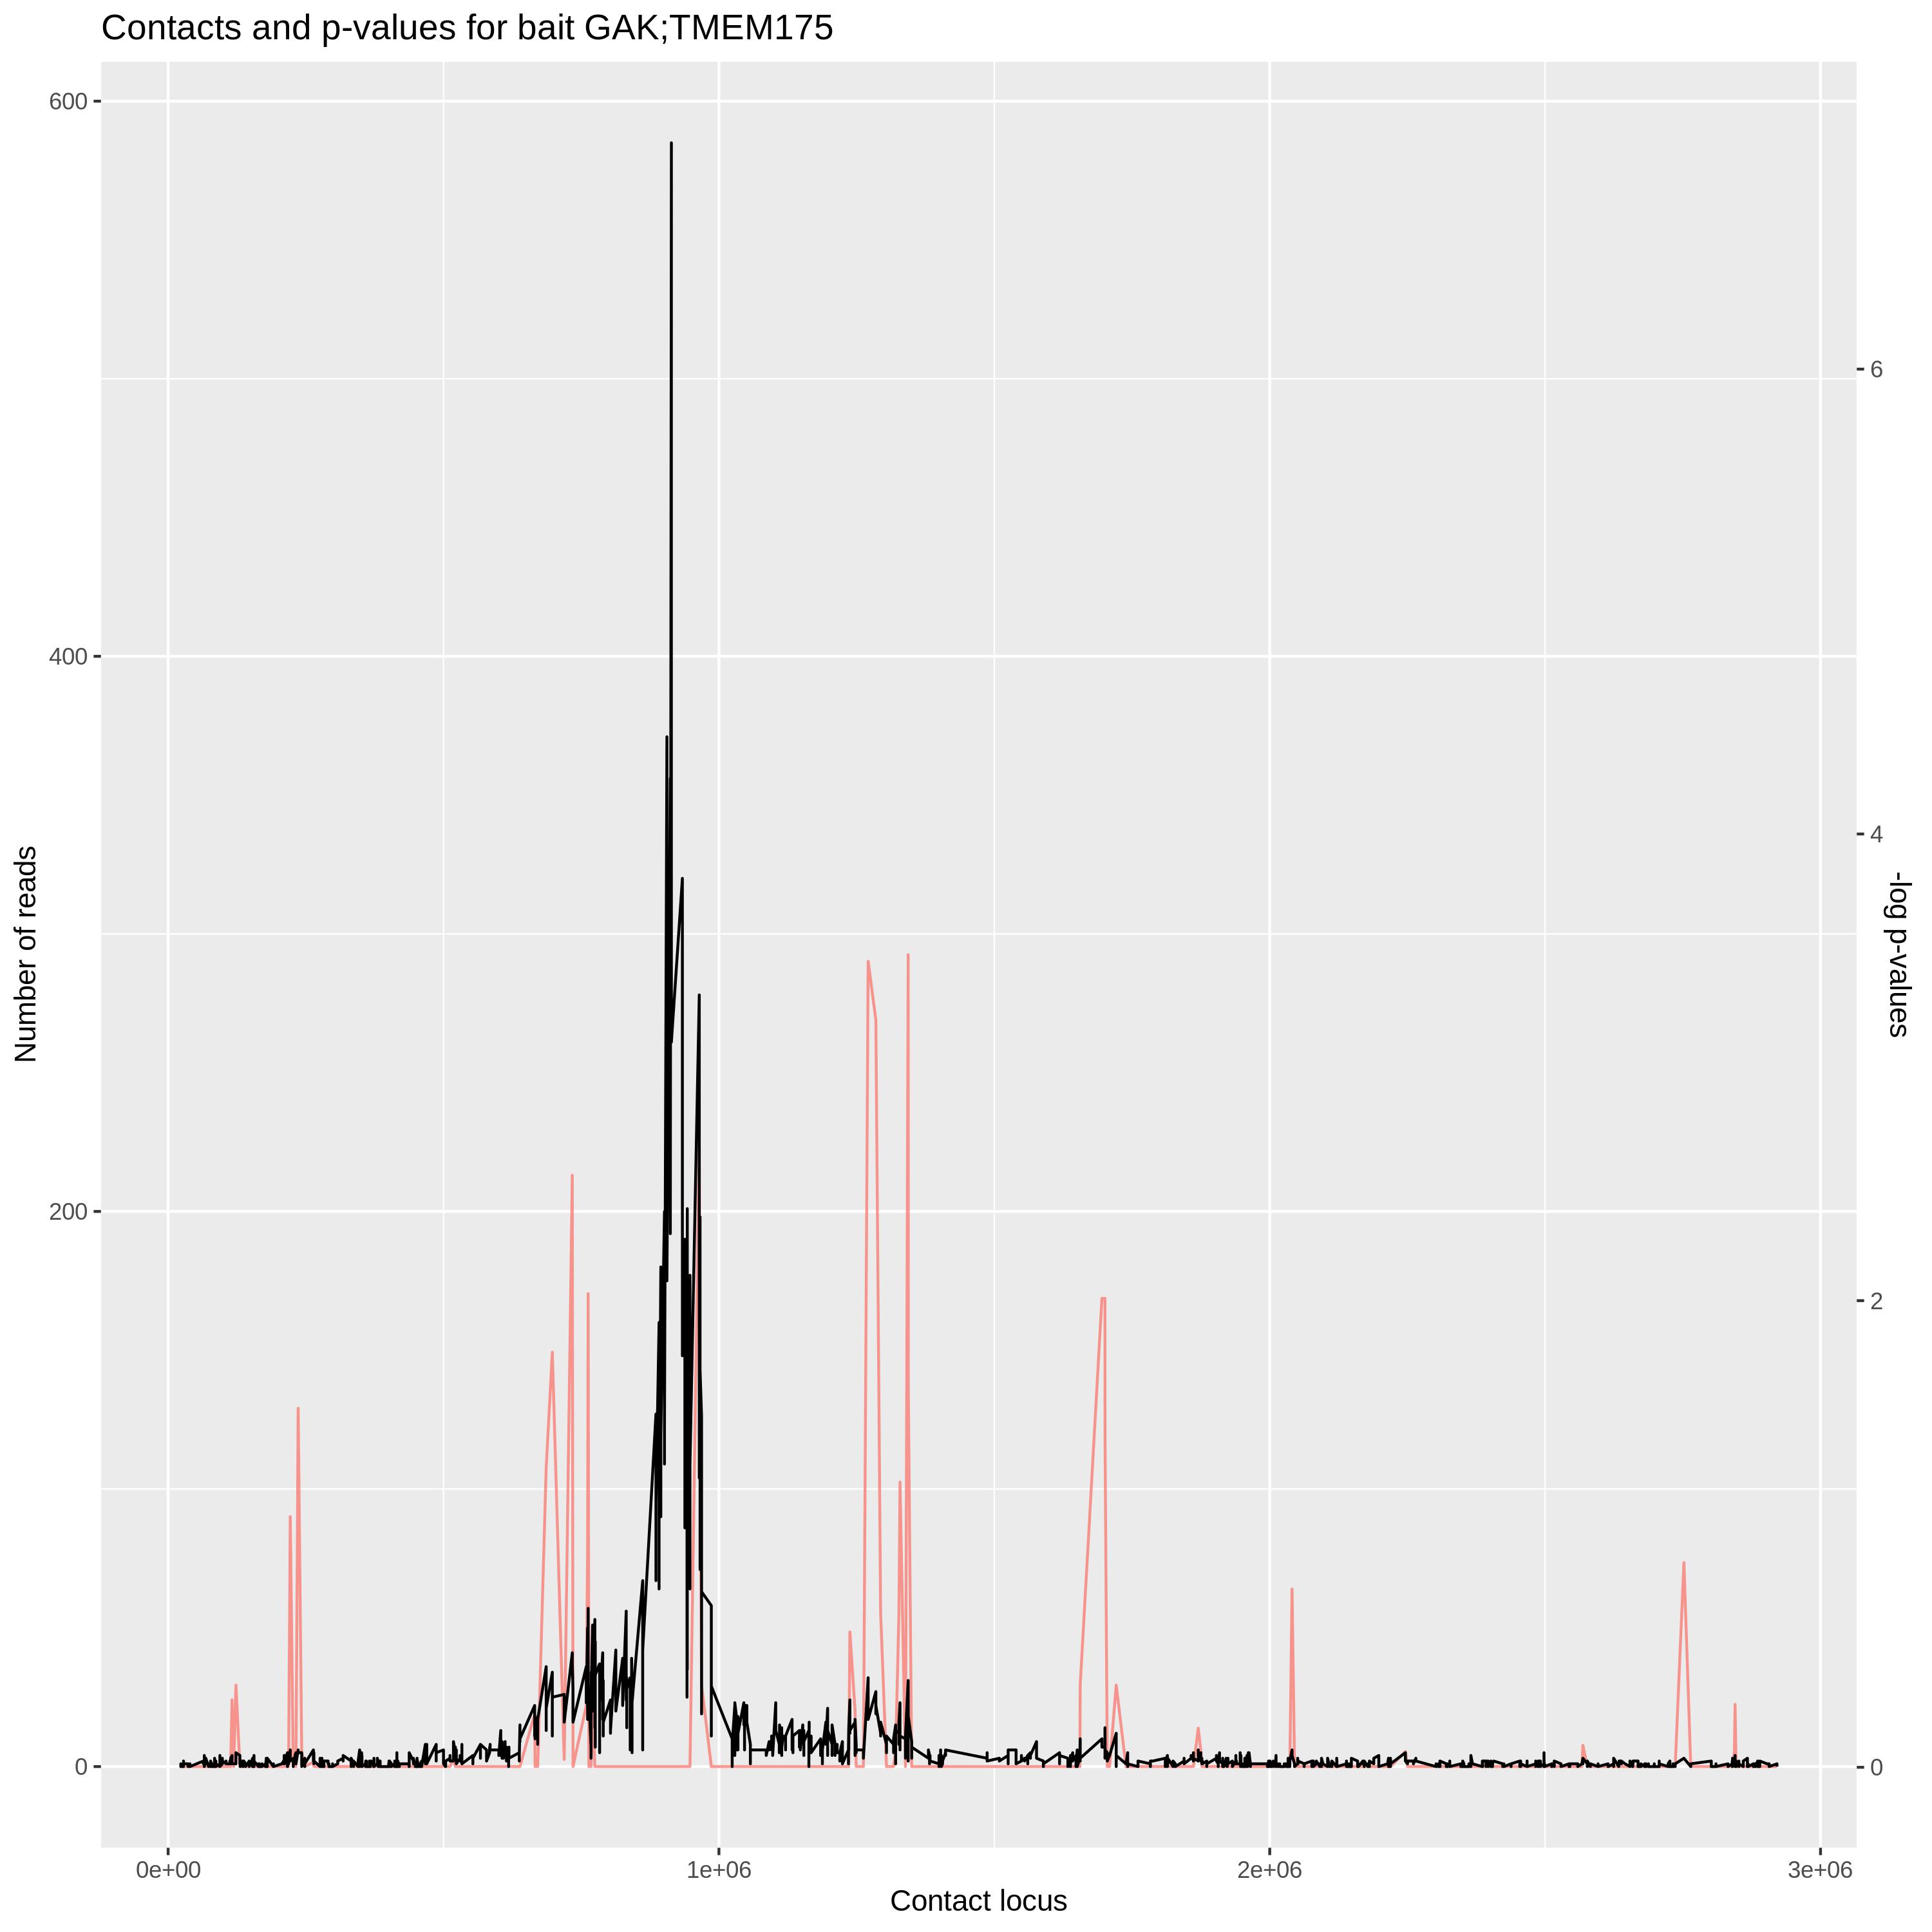 Contacts and p-values for bait GAK;TMEM175
600
400
200
0
Number of reads
6
4
2
0
-log p-values
0e+00
1e+06
2e+06
3e+06
Contact locus